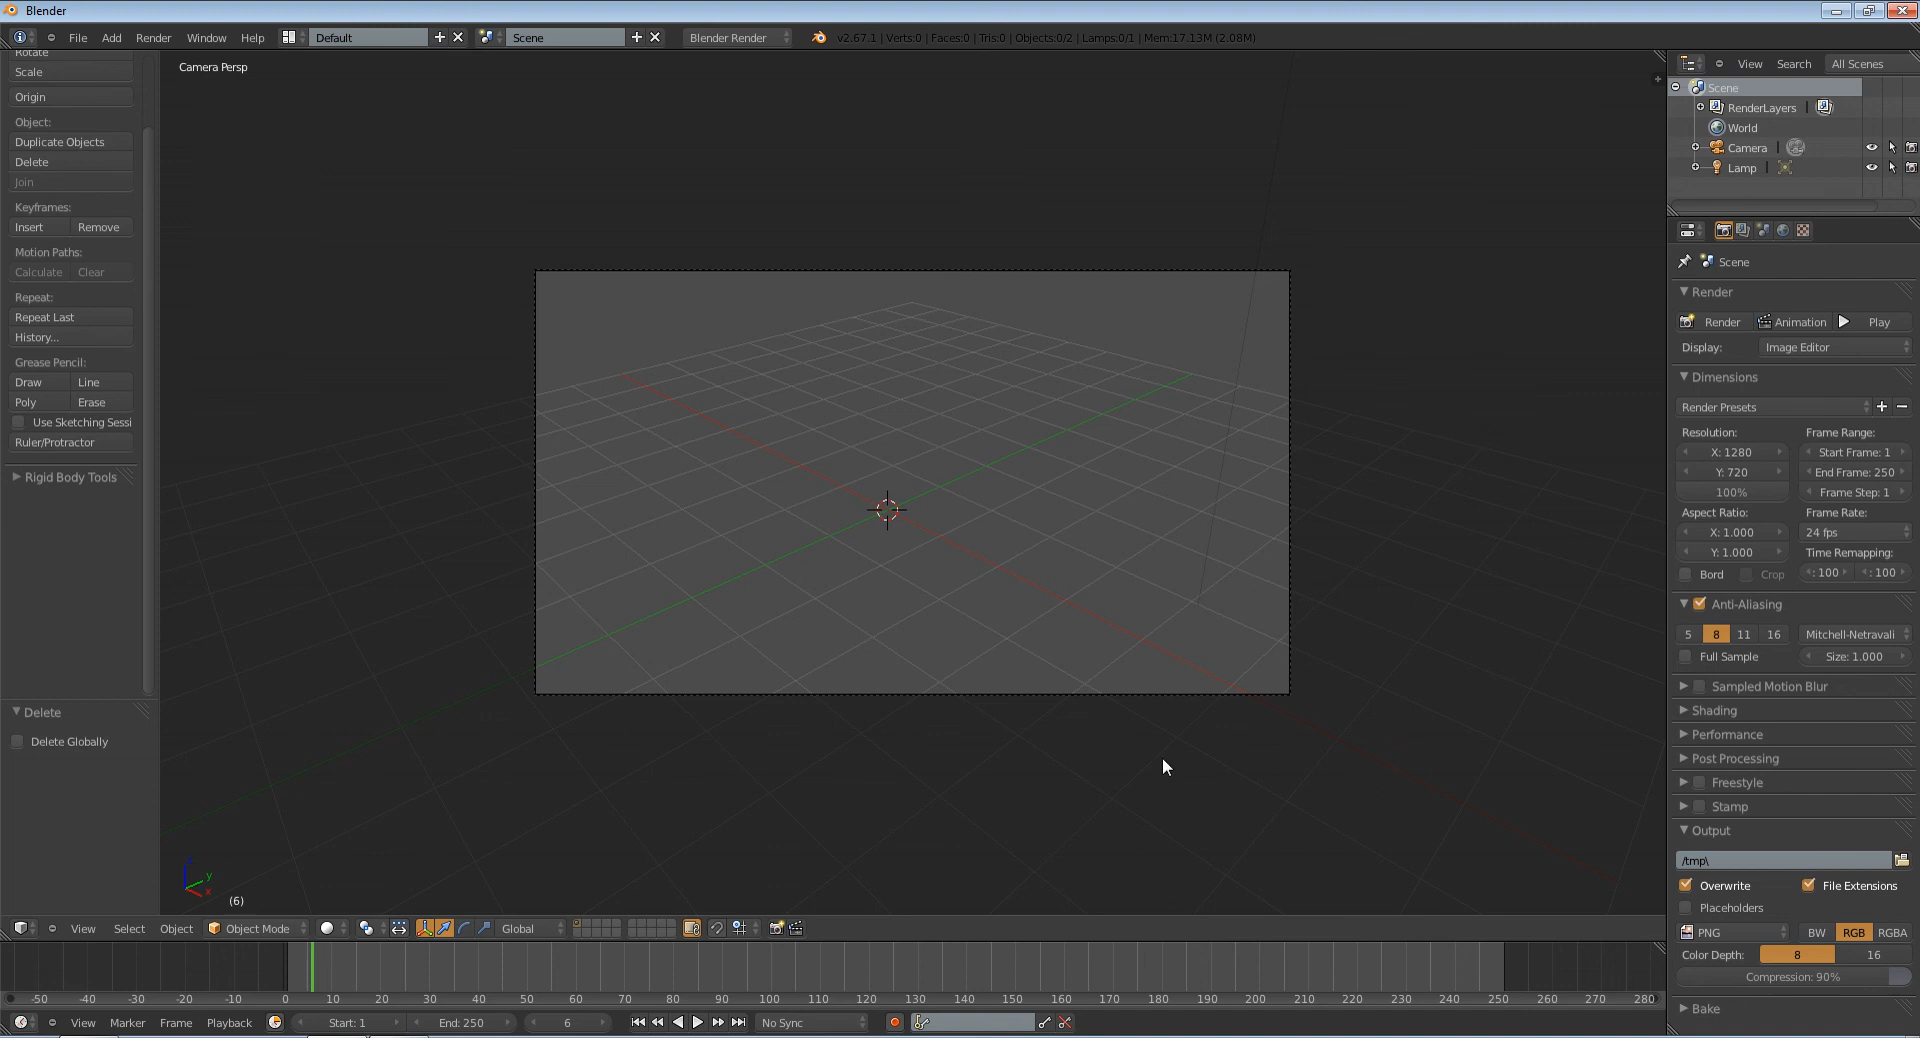 Blender
File Add Render Window Help Default Scene Blender Render v2.67.1 | Verts:0 | Faces:0 | Tris:0 | Objects:0/2 | Lamps:0/1 | Mem:17.13M (2.08M)
Rotate
Scale
Origin
Object:
Duplicate Objects
Delete
Join
Keyframes:
Insert Remove
Motion Paths:
Calculate Clear
Repeat:
Repeat Last
History...
Grease Pencil:
Draw Line
Poly Erase
Use Sketching Sessi
Ruler/Protractor
Rigid Body Tools
Delete
Delete Globally
Camera Persp
y
x
(6)
View Search All Scenes
Scene
RenderLayers |
World
Camera |
Lamp |
Scene
Render
Render Animation Play
Display: Image Editor
Dimensions
Render Presets
Resolution: Frame Range:
X: 1280 Start Frame: 1
Y: 720 End Frame: 250
100% Frame Step: 1
Aspect Ratio: Frame Rate:
X: 1.000 24 fps
Y: 1.000 Time Remapping:
Bord Crop : 100 : 100
Anti-Aliasing
5 8 11 16 Mitchell-Netravali
Full Sample Size: 1.000
Sampled Motion Blur
Shading
Performance
Post Processing
Freestyle
Stamp
Output
/tmp\
Overwrite File Extensions
Placeholders
PNG BW RGB RGBA
Color Depth: 8 16
Compression: 90%
Bake
View Select Object Object Mode Global
-50 -40 -30 -20 -10 0 10 20 30 40 50 60 70 80 90 100 110 120 130 140 150 160 170 180 190 200 210 220 230 240 250 260 270 280
View Marker Frame Playback Start: 1 End: 250 6 No Sync